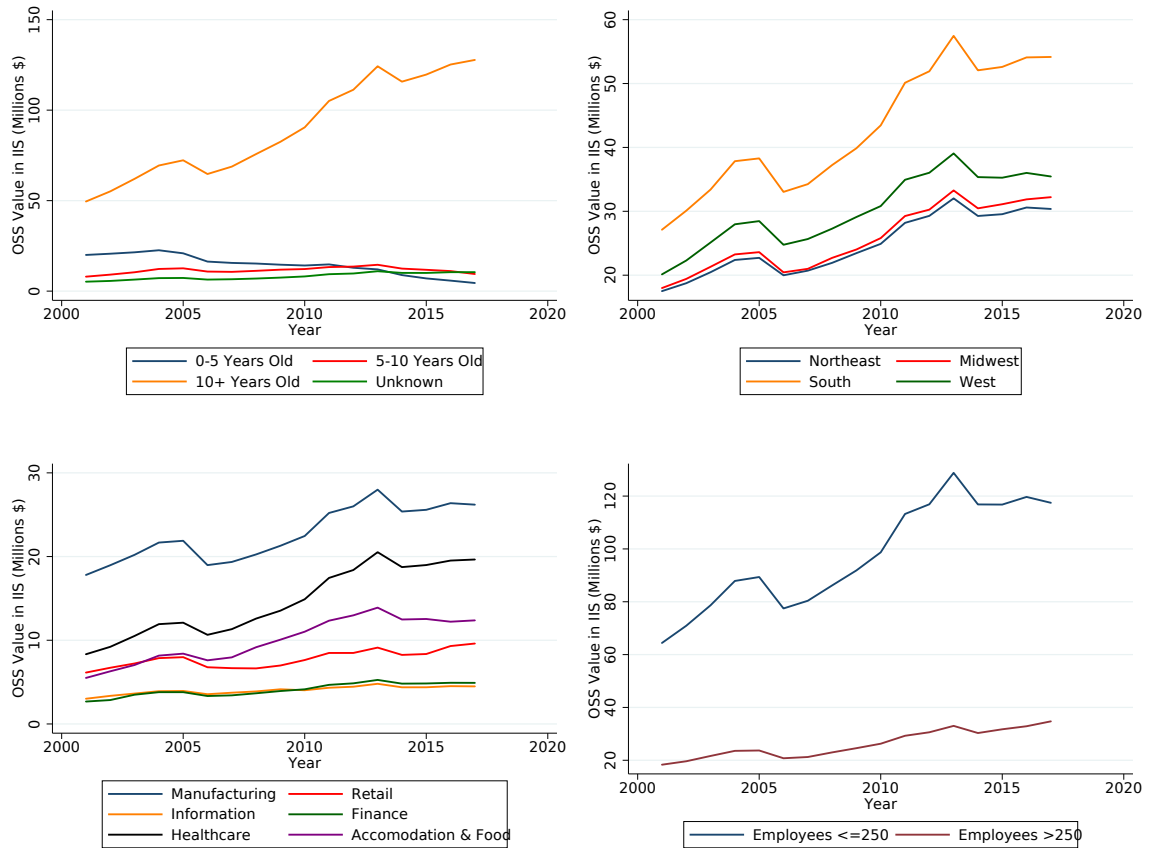 OSS Value in IIS (Millions $)
150
100
50
0
2000 2005 2010 2015 2020
Year
0-5 Years Old 5-10 Years Old
10+ Years Old Unknown
OSS Value in IIS (Millions $)
60
50
40
30
20
2000 2005 2010 2015 2020
Year
Northeast Midwest
South West
OSS Value in IIS (Millions $)
30
20
10
0
2000 2005 2010 2015 2020
Year
Manufacturing Retail
Information Finance
Healthcare Accomodation & Food
OSS Value in IIS (Millions $)
120
100
80
60
40
20
2000 2005 2010 2015 2020
Year
Employees <=250 Employees >250